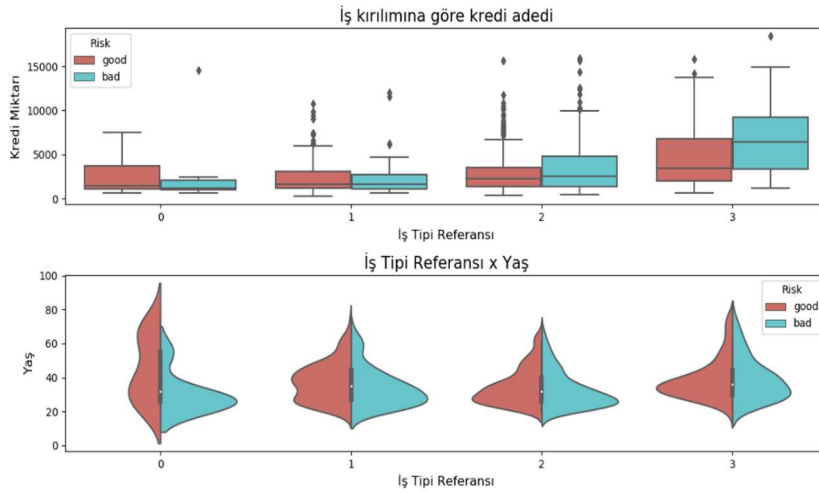 İş kırılımına göre kredi adedi
Risk
good
bad
Kredi Miktarı
15000
10000
5000
0
0 1 2 3
İş Tipi Referansı
İş Tipi Referansı x Yaş
Risk
good
bad
Yaş
100
80
60
40
20
0
0 1 2 3
İş Tipi Referansı